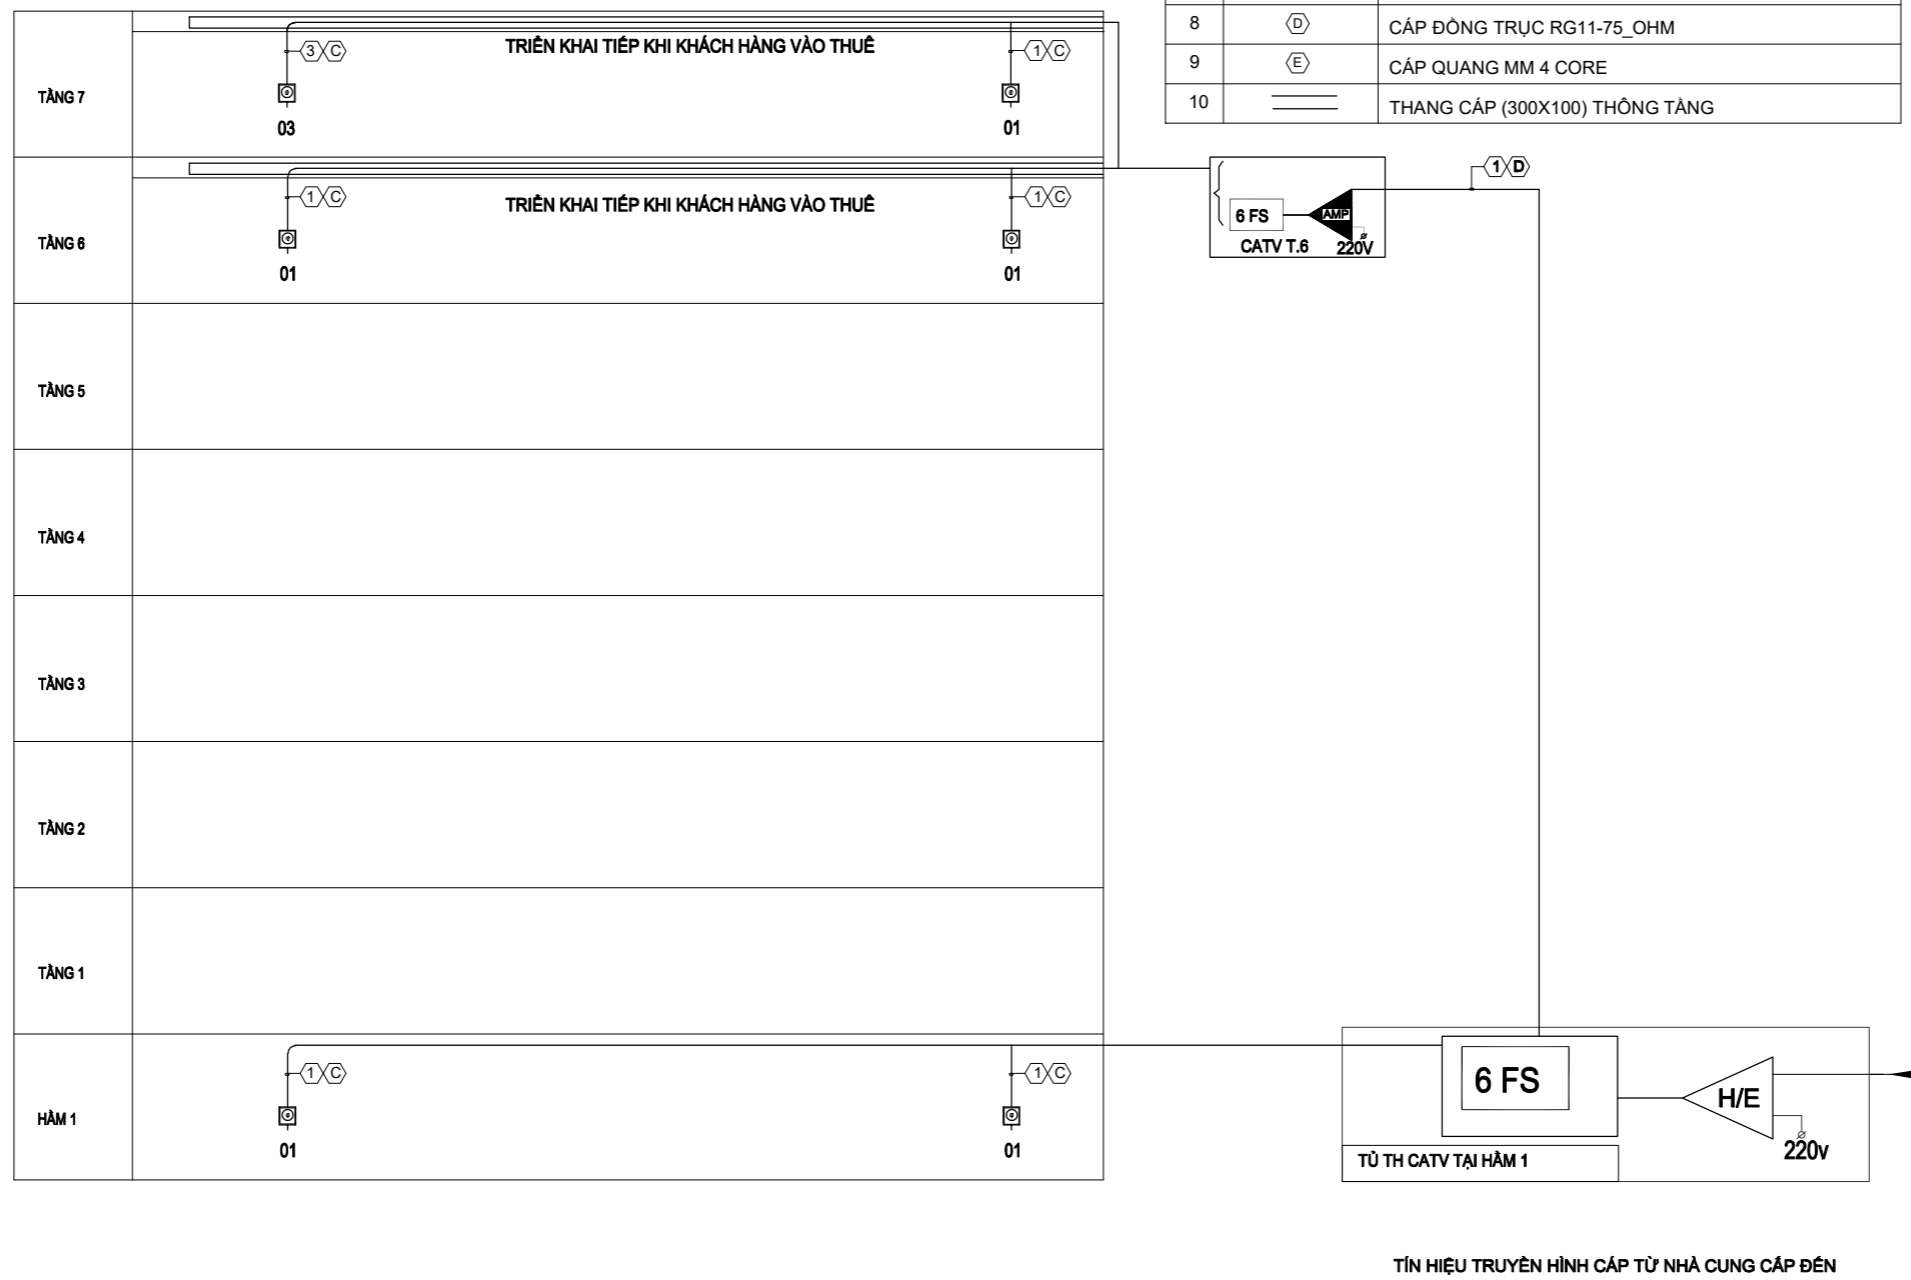 8 D CÁP ĐỒNG TRỤC RG11-75_OHM
9 E CÁP QUANG MM 4 CORE
10 THANG CÁP (300X100) THÔNG TẦNG
TẦNG 7
3 C
TRIỂN KHAI TIẾP KHI KHÁCH HÀNG VÀO THUÊ
1 C
03
01
TẦNG 6
1 C
TRIỂN KHAI TIẾP KHI KHÁCH HÀNG VÀO THUÊ
1 C
01
01
6 FS
AMP
CATV T.6
220V
1 D
TẦNG 5
TẦNG 4
TẦNG 3
TẦNG 2
TẦNG 1
HẦM 1
1 C
1 C
01
01
6 FS
H/E
220v
TỦ TH CATV TẠI HẦM 1
TÍN HIỆU TRUYỀN HÌNH CÁP TỪ NHÀ CUNG CẤP ĐẾN